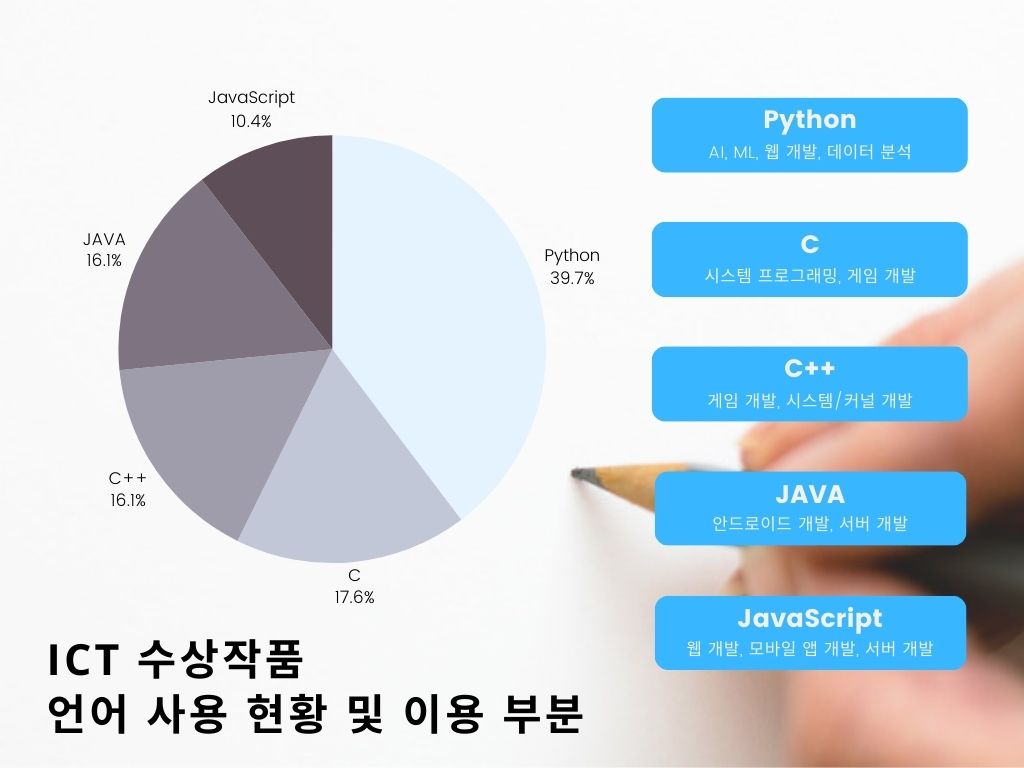 JavaScript
10.4%
JAVA
16.1%
Python
39.7%
C++
16.1%
C
17.6%
Python
AI, ML, 웹 개발, 데이터 분석
C
시스템 프로그래밍, 게임 개발
C++
게임 개발, 시스템/커널 개발
JAVA
안드로이드 개발, 서버 개발
JavaScript
웹 개발, 모바일 앱 개발, 서버 개발
ICT 수상작품
언어 사용 현황 및 이용 부분